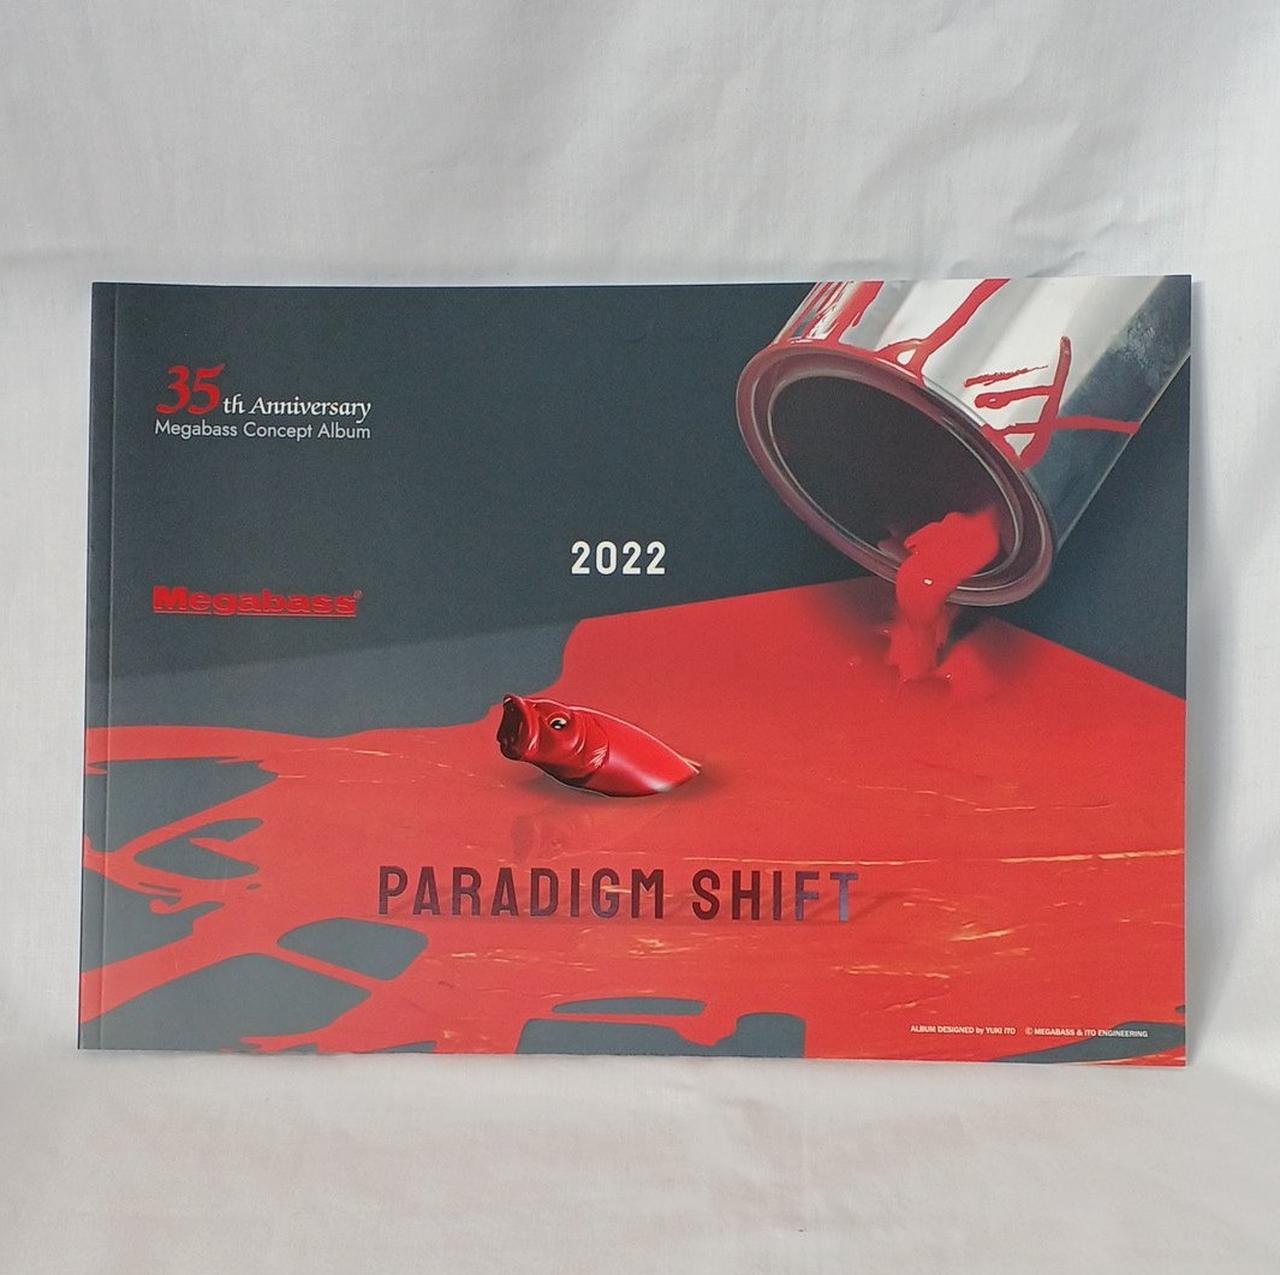 35th Anniversary
Megabass Concept Album
2022
Megabass®
PARADIGM SHIFT
ALBUM DESIGNED by YUKI ITO © MEGABASS & ITO ENGINEERING